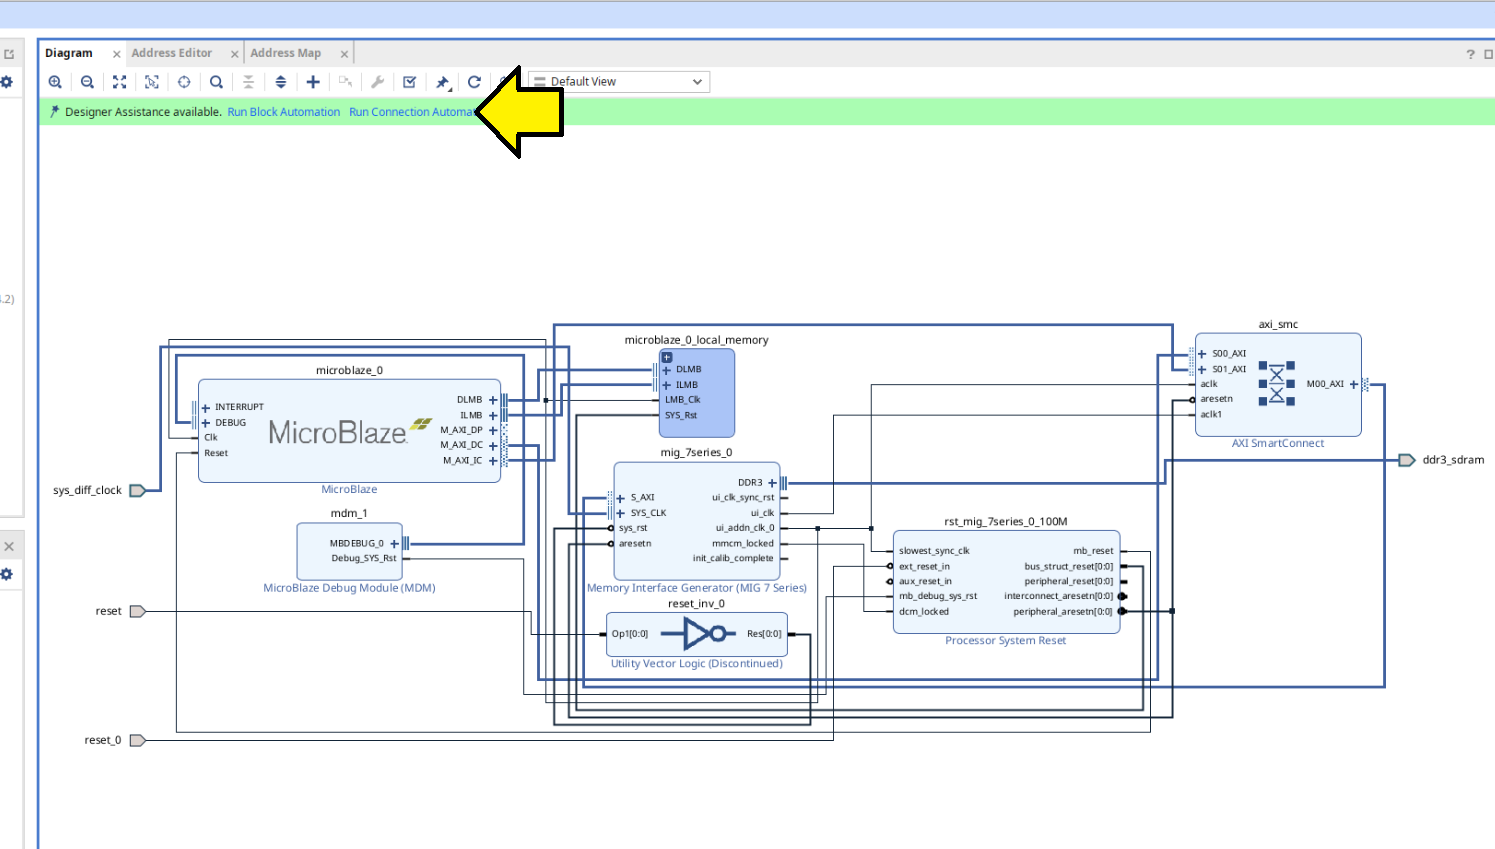 Diagram
Address Editor
Address Map
Default View
Designer Assistance available. Run Block Automation Run Connection
.2)
microblaze_0
INTERRUPT
DEBUG
Clk
Reset
MicroBlaze
DLMB
ILMB
M_AXI_DP
M_AXI_DC
M_AXI_IC
MicroBlaze
microblaze_0_local_memory
DLMB
ILMB
LMB_Clk
SYS_Rst
axi_smc
S00_AXI
S01_AXI
aclk
aresetn
aclk1
M00_AXI
AXI SmartConnect
sys_diff_clock
ddr3_sdram
mdm_1
MBDEBUG_0
Debug_SYS_Rst
MicroBlaze Debug Module (MDM)
mig_7series_0
S_AXI
SYS_CLK
sys_rst
aresetn
DDR3
ui_clk_sync_rst
ui_clk
ui_addn_clk_0
mmcm_locked
init_calib_complete
Memory Interface Generator (MIG 7 Series)
rst_mig_7series_0_100M
slowest_sync_clk
ext_reset_in
aux_reset_in
mb_debug_sys_rst
dcm_locked
mb_reset
bus_struct_reset[0:0]
peripheral_reset[0:0]
interconnect_aresetn[0:0]
peripheral_aresetn[0:0]
Processor System Reset
reset
reset_inv_0
Op1[0:0]
Res[0:0]
Utility Vector Logic (Discontinued)
reset_0